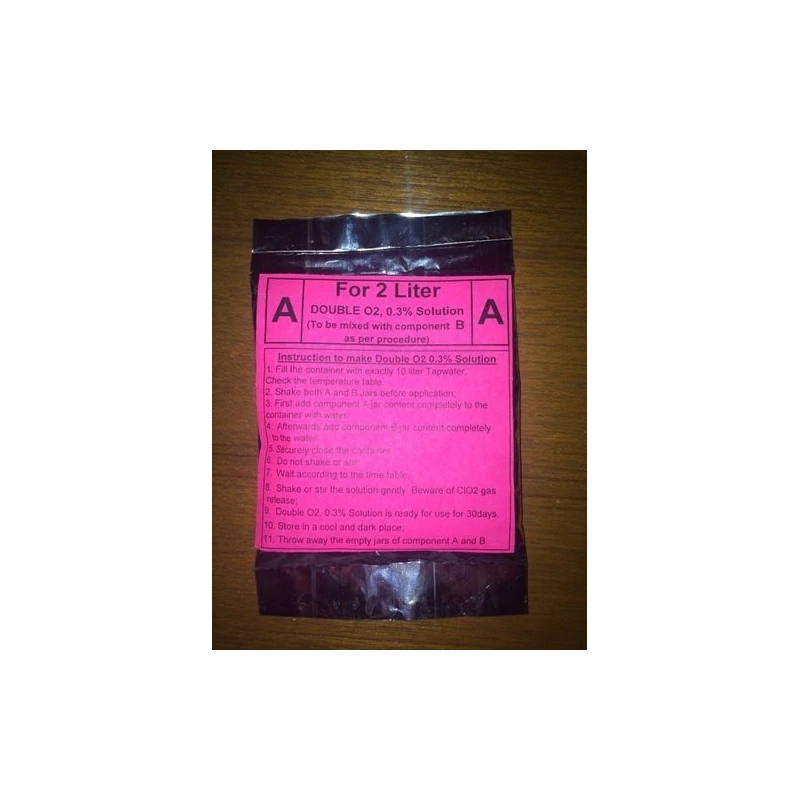 A
For 2 Liter
A
DOUBLE O2, 0.3% Solution
(To be mixed with component B
as per procedure)
Instruction to make Double O2 0.3% Solution
1. Fill the container with exactly 10 liter Tapwater.
Check the temperature table
2. Shake both A and B Jars before application;
3. First add component A jar content completely to the
container with water
4. Afterwards add component B jar content completely
to the water
5. Securely close the container
6. Do not shake or stir
7. Wait according to the time table.
8. Shake or stir the solution gently. Beware of ClO2 gas
release;
9. Double O2, 0.3% Solution is ready for use for 30days.
10. Store in a cool and dark place;
11. Throw away the empty jars of component A and B.